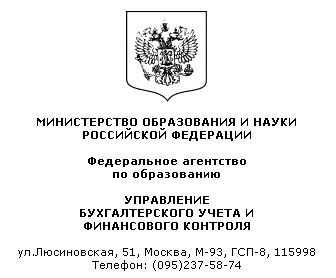 МИНИСТЕРСТВО ОБРАЗОВАНИЯ И НАУКИ
РОССИЙСКОЙ ФЕДЕРАЦИИ
Федеральное агентство
по образованию
УПРАВЛЕНИЕ
БУХГАЛТЕРСКОГО УЧЕТА И
ФИНАНСОВОГО КОНТРОЛЯ
ул.Люсиновская, 51, Москва, М-93, ГСП-8, 115998
Телефон: (095)237-58-74